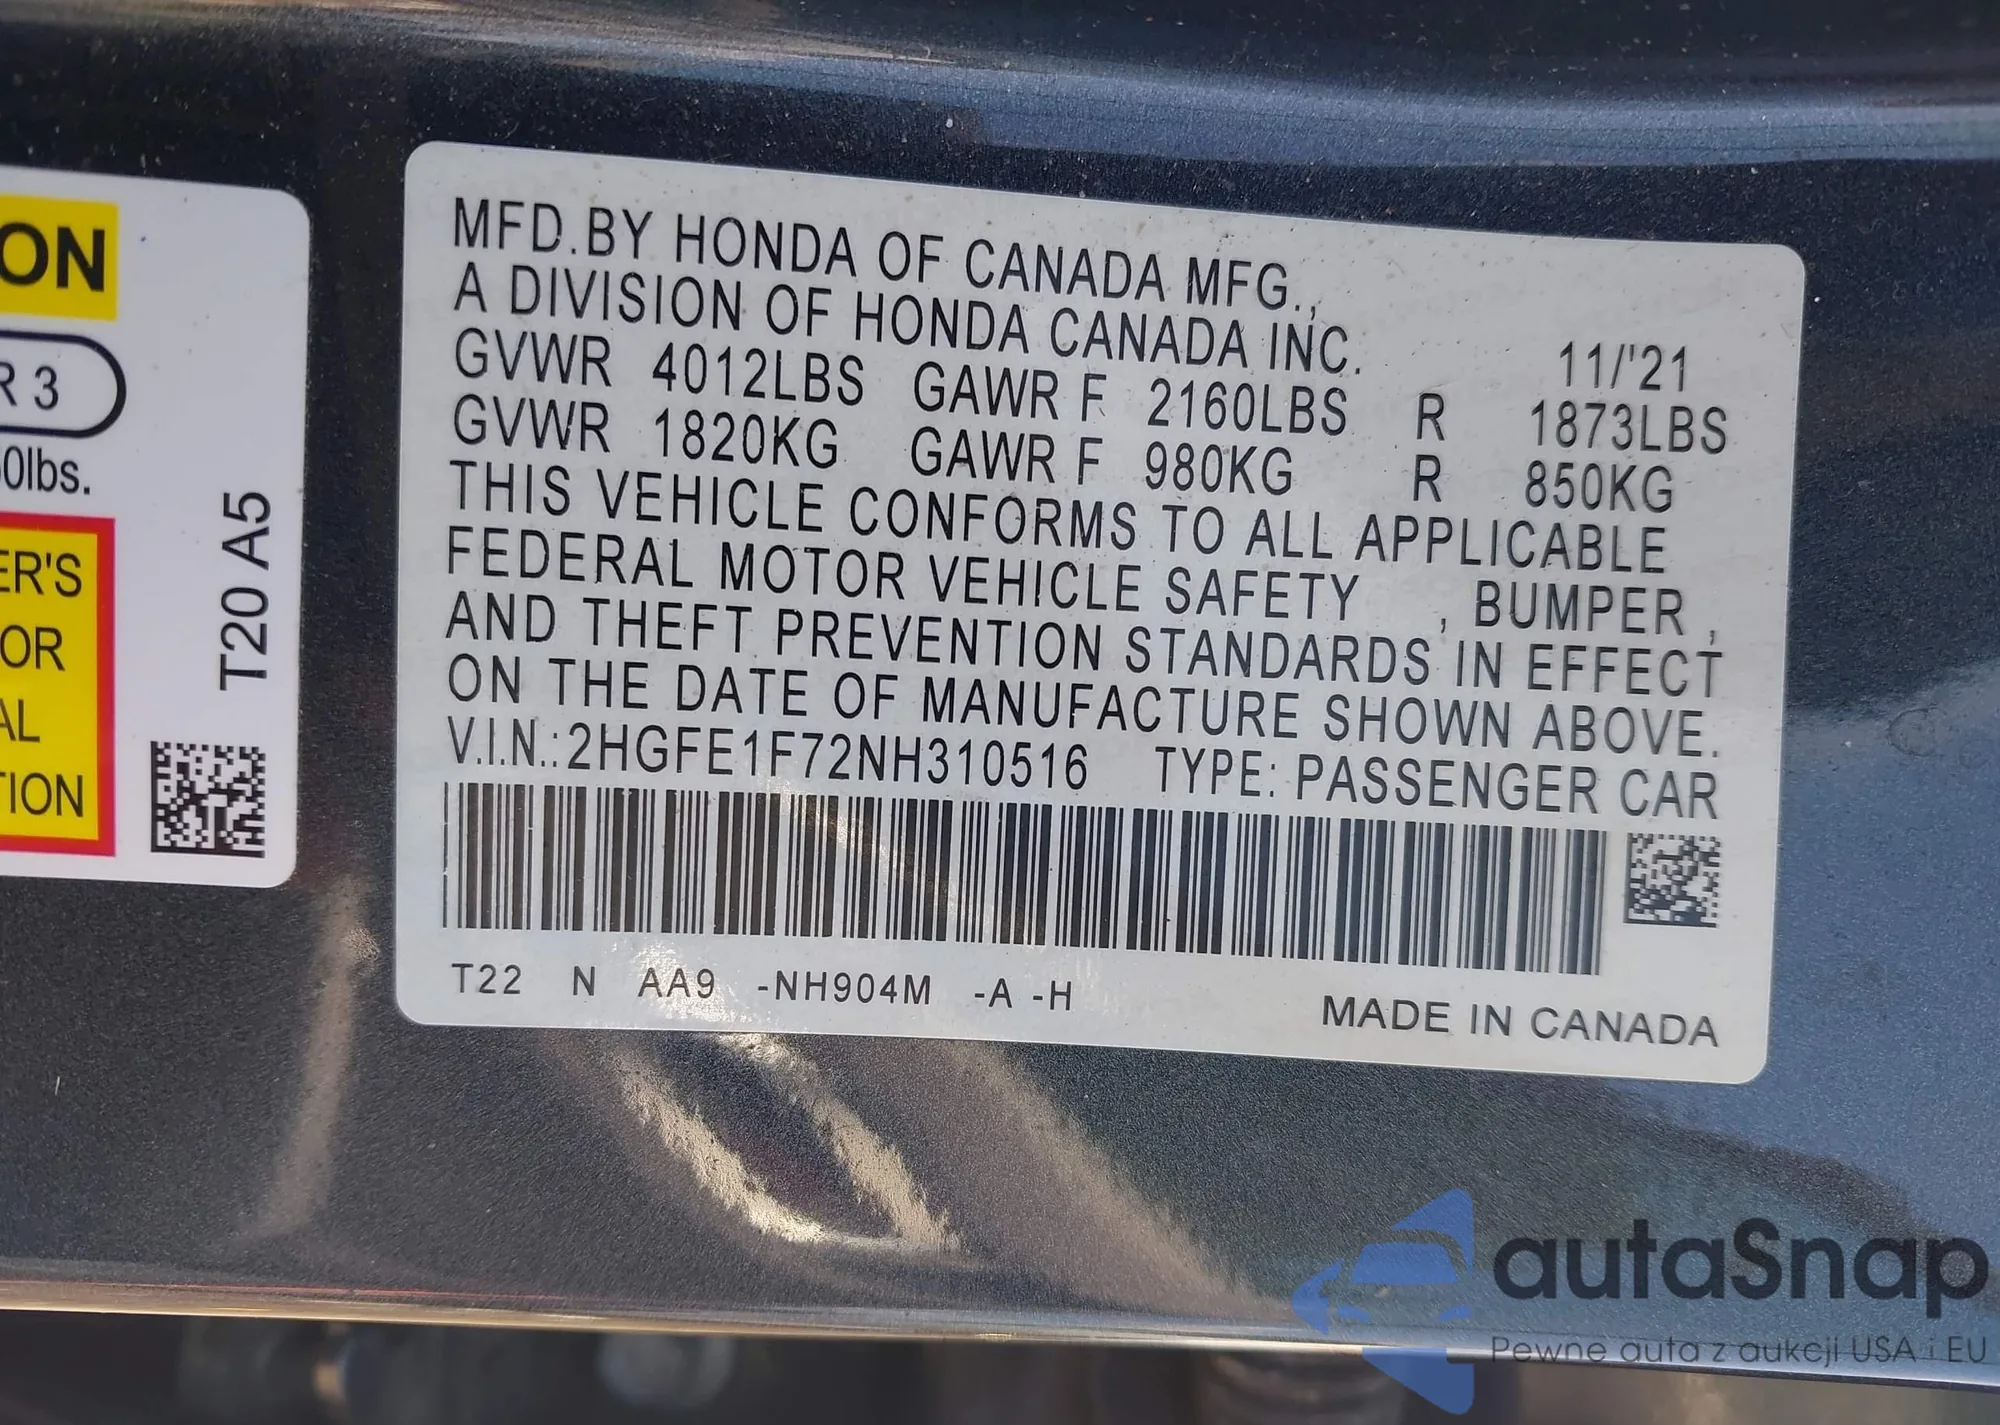 ON
R 3
0lbs.
ER'S
OR
AL
TION
T20 A5
MFD.BY HONDA OF CANADA MFG.,
A DIVISION OF HONDA CANADA INC. 11/'21
GVWR 4012LBS GAWR F 2160LBS R 1873LBS
GVWR 1820KG GAWR F 980KG R 850KG
THIS VEHICLE CONFORMS TO ALL APPLICABLE
FEDERAL MOTOR VEHICLE SAFETY , BUMPER ,
AND THEFT PREVENTION STANDARDS IN EFFECT
ON THE DATE OF MANUFACTURE SHOWN ABOVE.
V.I.N.:2HGFE1F72NH310516 TYPE: PASSENGER CAR
T22 N AA9 -NH904M -A -H
MADE IN CANADA
autaSnap
Pewne auta z aukcji USA i EU